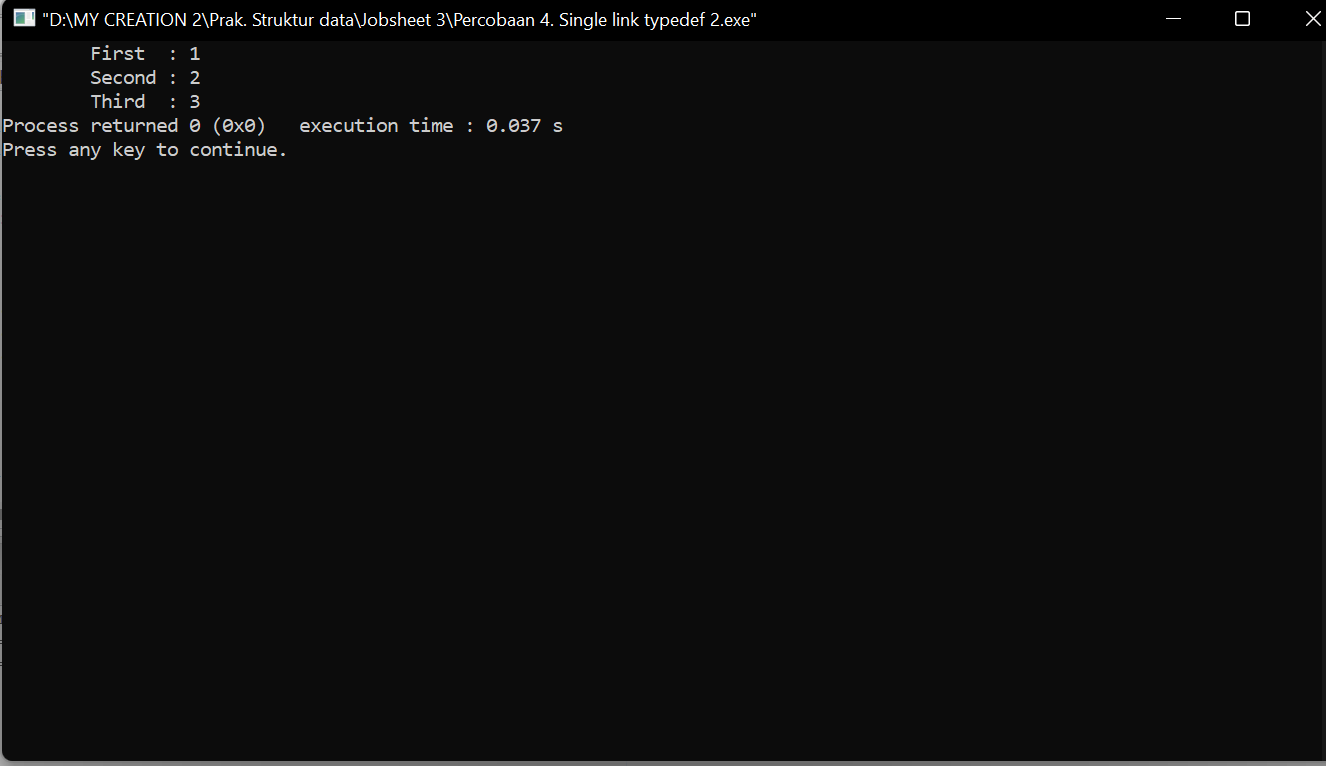 "D:\MY CREATION 2\Prak. Struktur data\Jobsheet 3\Percobaan 4. Single link typedef 2.exe"
First  : 1
Second : 2
Third  : 3
Process returned 0 (0x0)   execution time : 0.037 s
Press any key to continue.